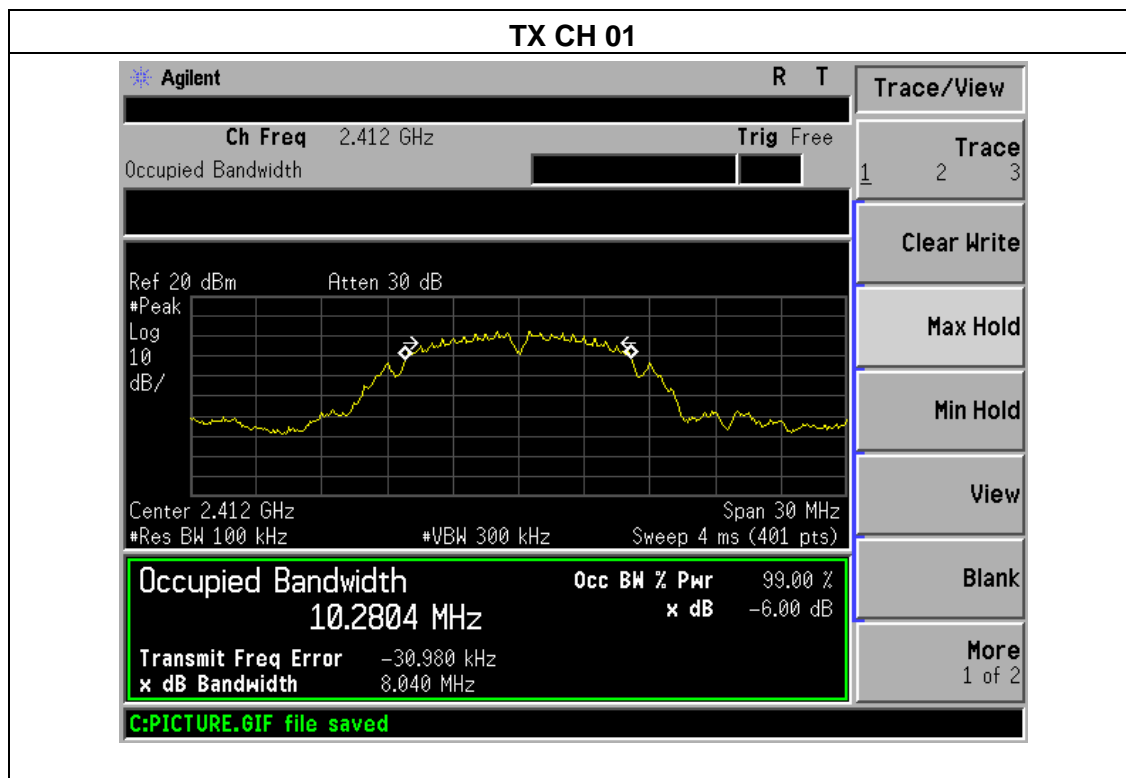 TX CH 01
Agilent R T
Ch Freq 2.412 GHz Trig Free
Occupied Bandwidth
Ref 20 dBm Atten 30 dB
#Peak
Log
10
dB/
Center 2.412 GHz Span 30 MHz
#Res BW 100 kHz #VBW 300 kHz Sweep 4 ms (401 pts)
Occupied Bandwidth Occ BW % Pwr 99.00 %
10.2804 MHz x dB -6.00 dB
Transmit Freq Error -30.980 kHz
x dB Bandwidth 8.040 MHz
C:PICTURE.GIF file saved
Trace/View
Trace
1 2 3
Clear Write
Max Hold
Min Hold
View
Blank
More
1 of 2